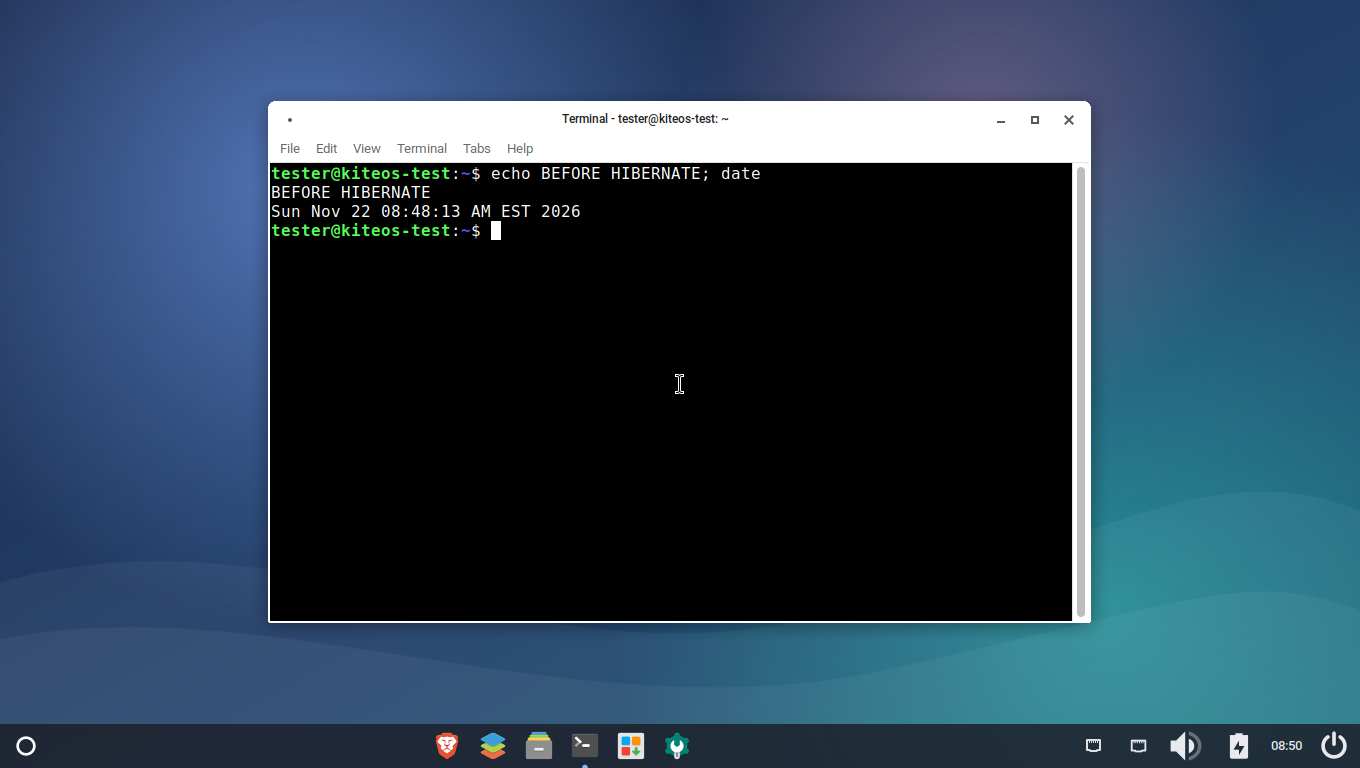 Terminal - tester@kiteos-test: ~
File Edit View Terminal Tabs Help
tester@kiteos-test:~$ echo BEFORE HIBERNATE; date
BEFORE HIBERNATE
Sun Nov 22 08:48:13 AM EST 2026
tester@kiteos-test:~$
08:50